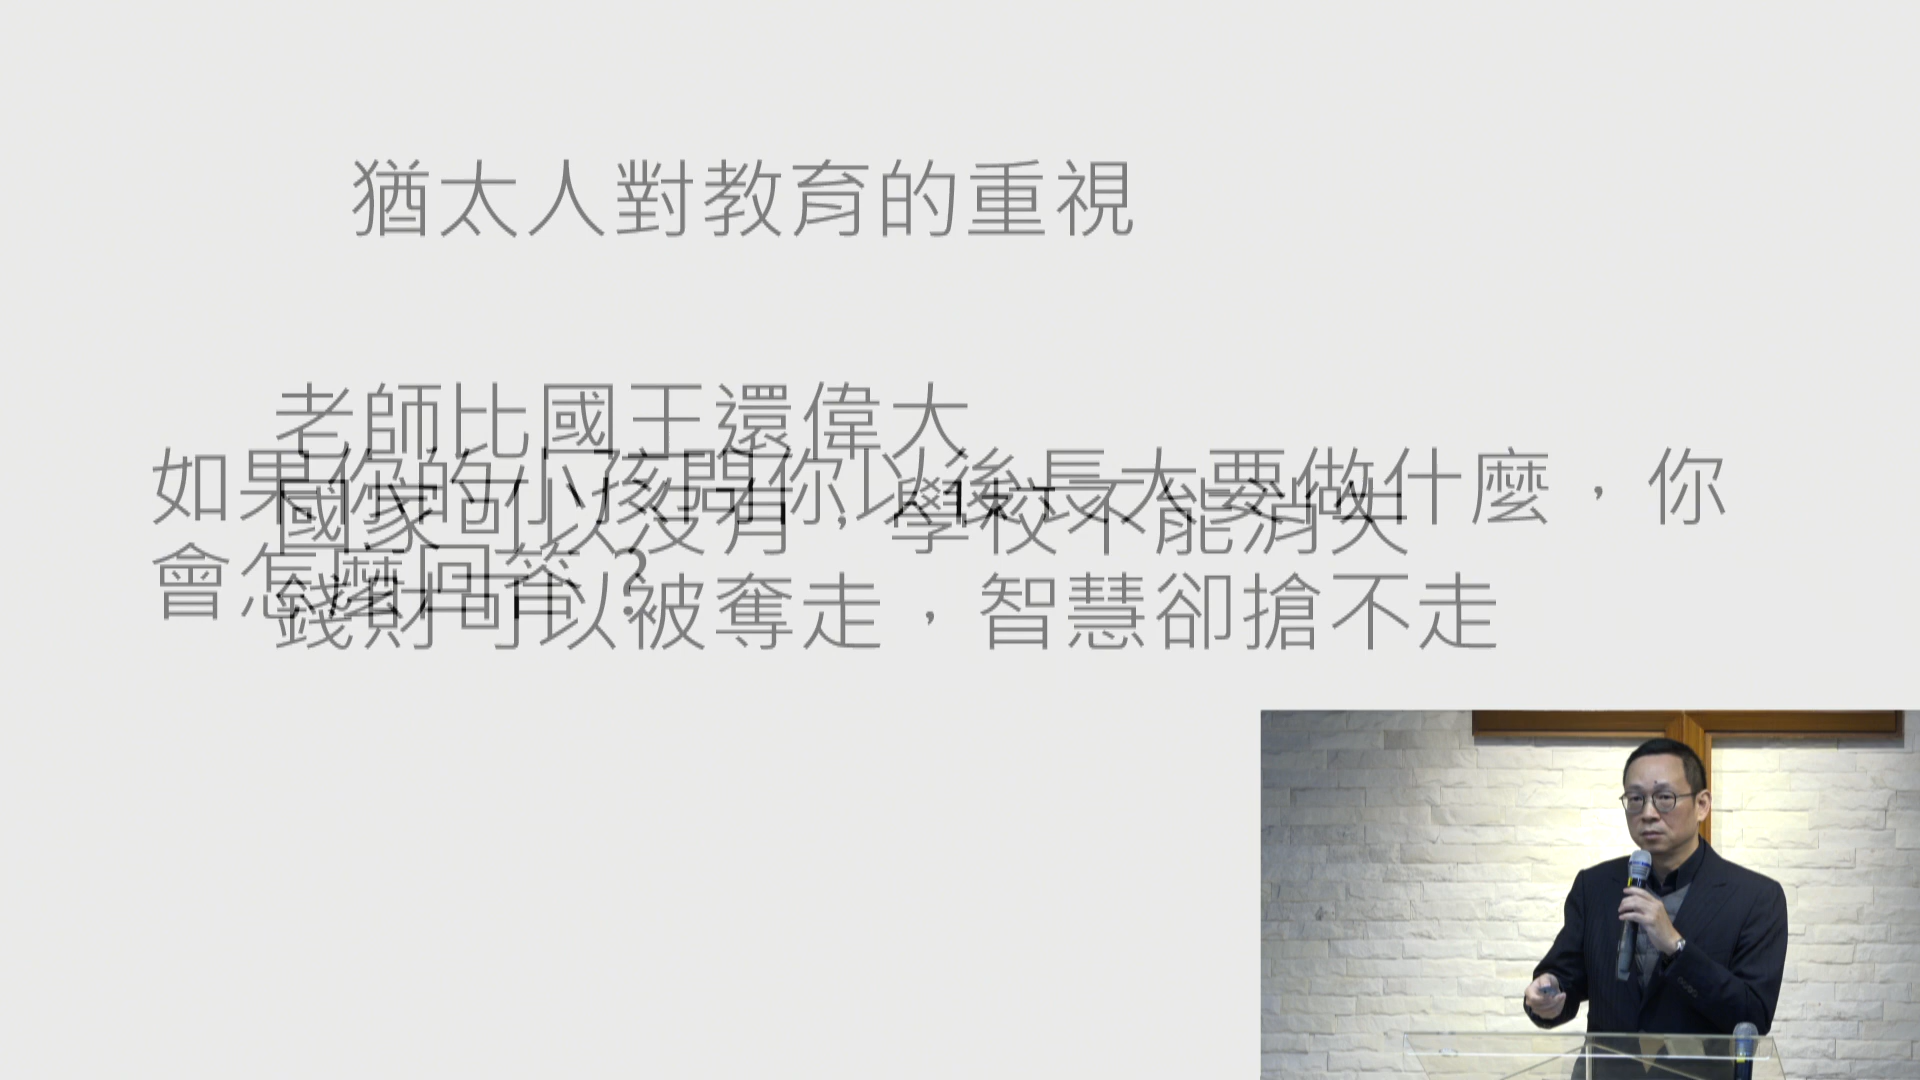 猶太人對教育的重視
老師比國王還偉大
國家可以沒有，學校不能消失
錢財可以被奪走，智慧卻搶不走
如果你的小孩問你以後長大要做什麼，你
會怎麼回答？